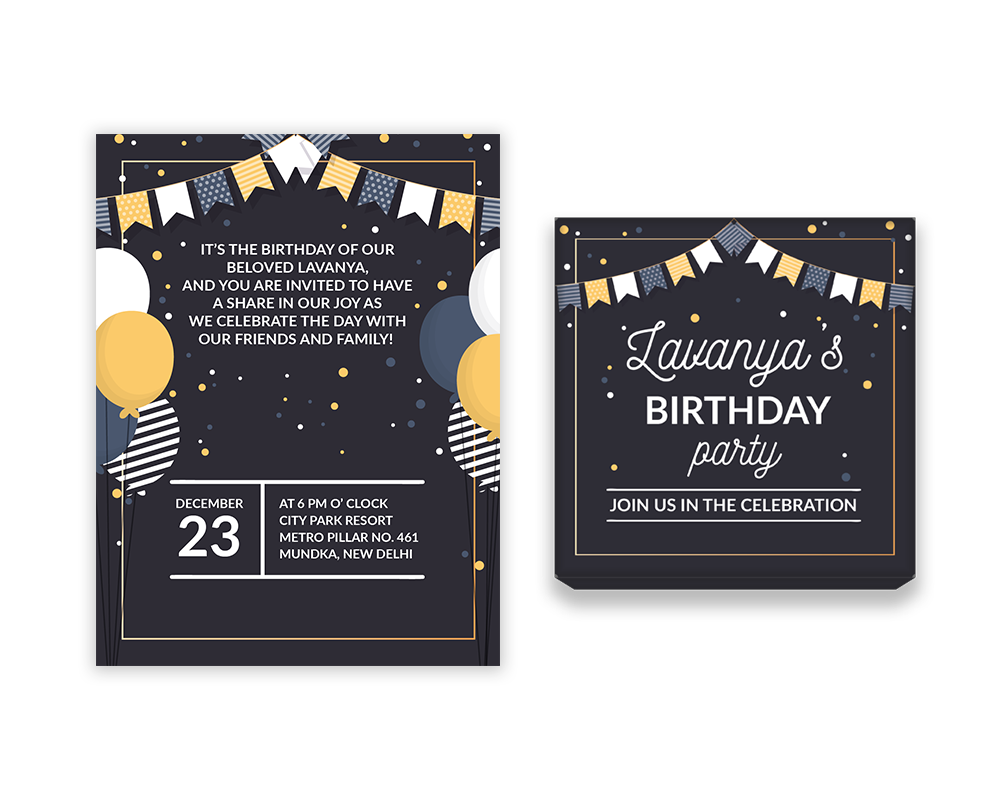 IT'S THE BIRTHDAY OF OUR
BELOVED LAVANYA,
AND YOU ARE INVITED TO HAVE
A SHARE IN OUR JOY AS
WE CELEBRATE THE DAY WITH
OUR FRIENDS AND FAMILY!
DECEMBER
23
AT 6 PM O' CLOCK
CITY PARK RESORT
METRO PILLAR NO. 461
MUNDKA, NEW DELHI
Lavanya's
BIRTHDAY
party
JOIN US IN THE CELEBRATION